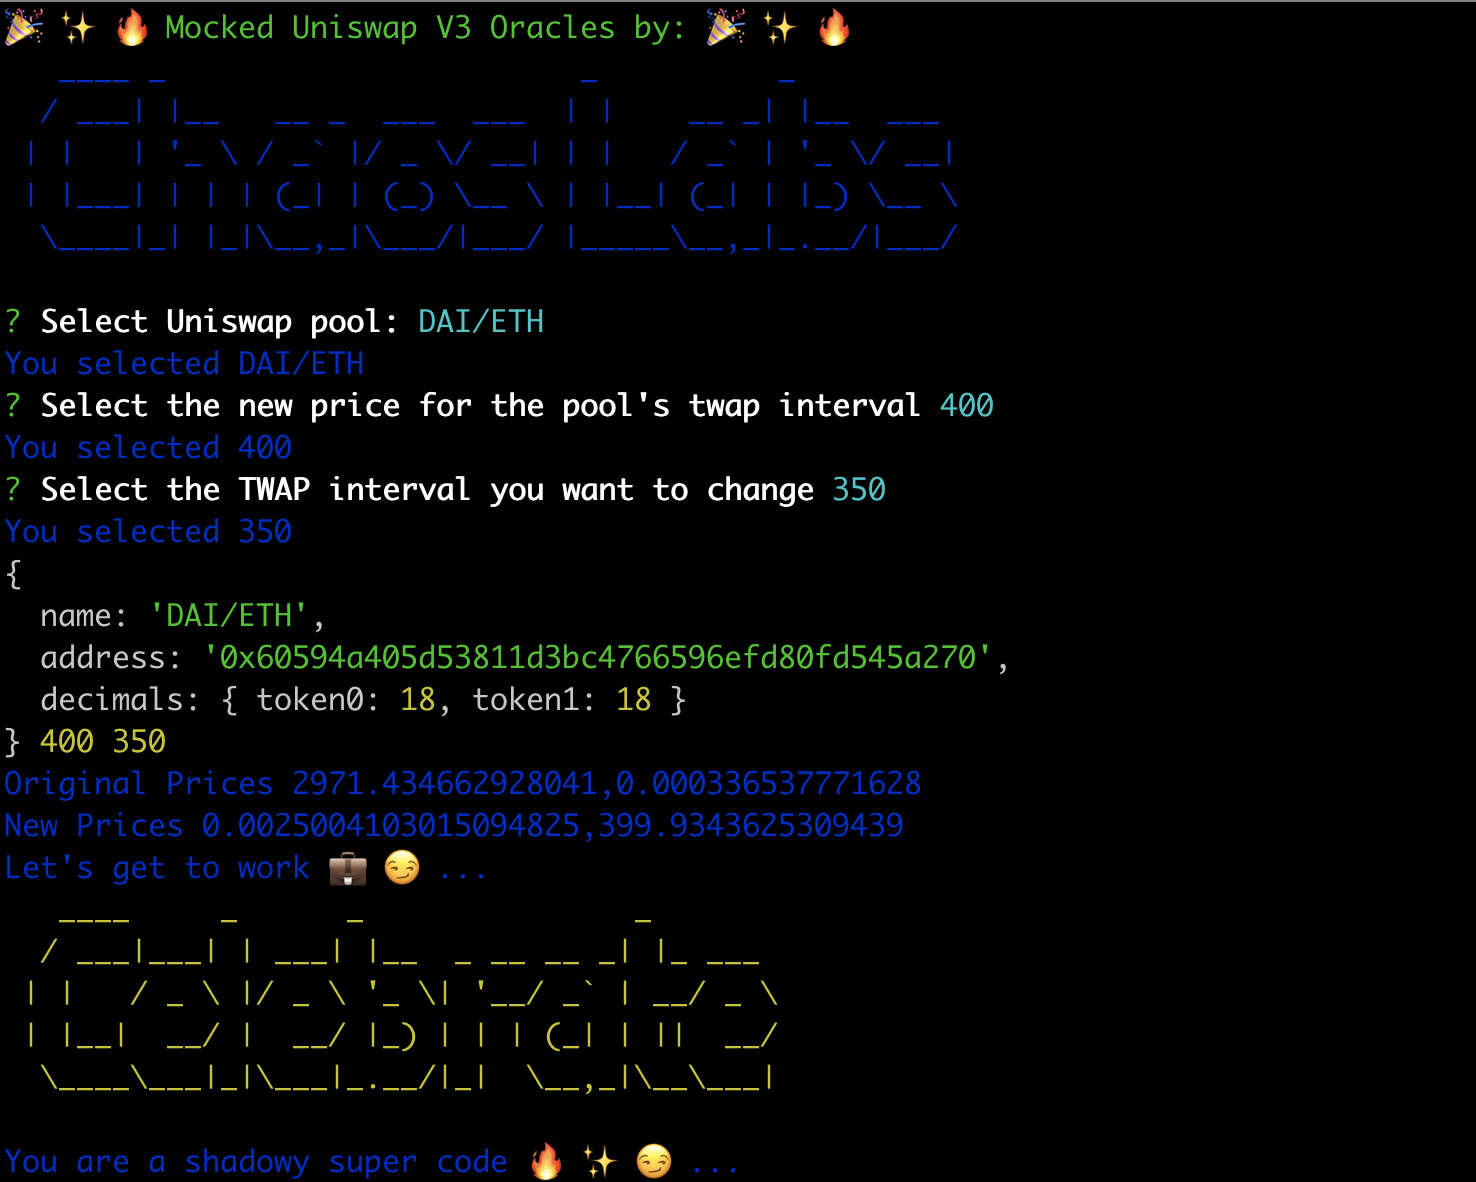 🎉 ✨ 🔥 Mocked Uniswap V3 Oracles by: 🎉 ✨ 🔥
Chaos Labs
? Select Uniswap pool: DAI/ETH
You selected DAI/ETH
? Select the new price for the pool's twap interval 400
You selected 400
? Select the TWAP interval you want to change 350
You selected 350
{
  name: 'DAI/ETH',
  address: '0x60594a405d53811d3bc4766596efd80fd545a270',
  decimals: { token0: 18, token1: 18 }
} 400 350
Original Prices 2971.434662928041,0.000336537771628
New Prices 0.0025004103015094825,399.9343625309439
Let's get to work 💼 😏 ...
Celebrate
You are a shadowy super code 🔥 ✨ 😏 ...